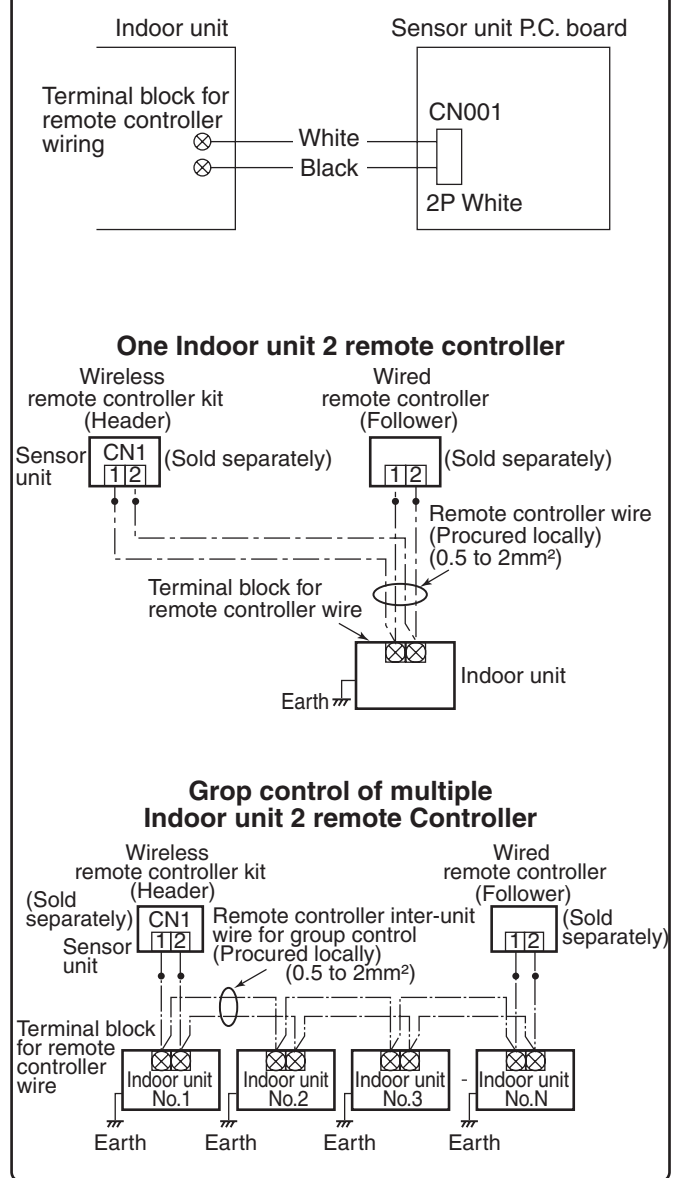 Indoor unit
Sensor unit P.C. board
Terminal block for
remote controller
wiring
CN001
White
Black
2P White
One Indoor unit 2 remote controller
Wireless
remote controller kit
(Header)
Wired
remote controller
(Follower)
Sensor
unit
CN1
1 2
(Sold separately)
1 2
(Sold separately)
Remote controller wire
(Procured locally)
(0.5 to 2mm²)
Terminal block for
remote controller wire
Indoor unit
Earth
Grop control of multiple
Indoor unit 2 remote Controller
Wireless
remote controller kit
(Header)
Wired
remote controller
(Follower)
(Sold
separately)
CN1
1 2
Sensor
unit
Remote controller inter-unit
wire for group control
(Procured locally)
(0.5 to 2mm²)
1 2
(Sold
separately)
Terminal block
for remote
controller
wire
Indoor unit
No.1
Indoor unit
No.2
Indoor unit
No.3
-
Indoor unit
No.N
Earth
Earth
Earth
Earth